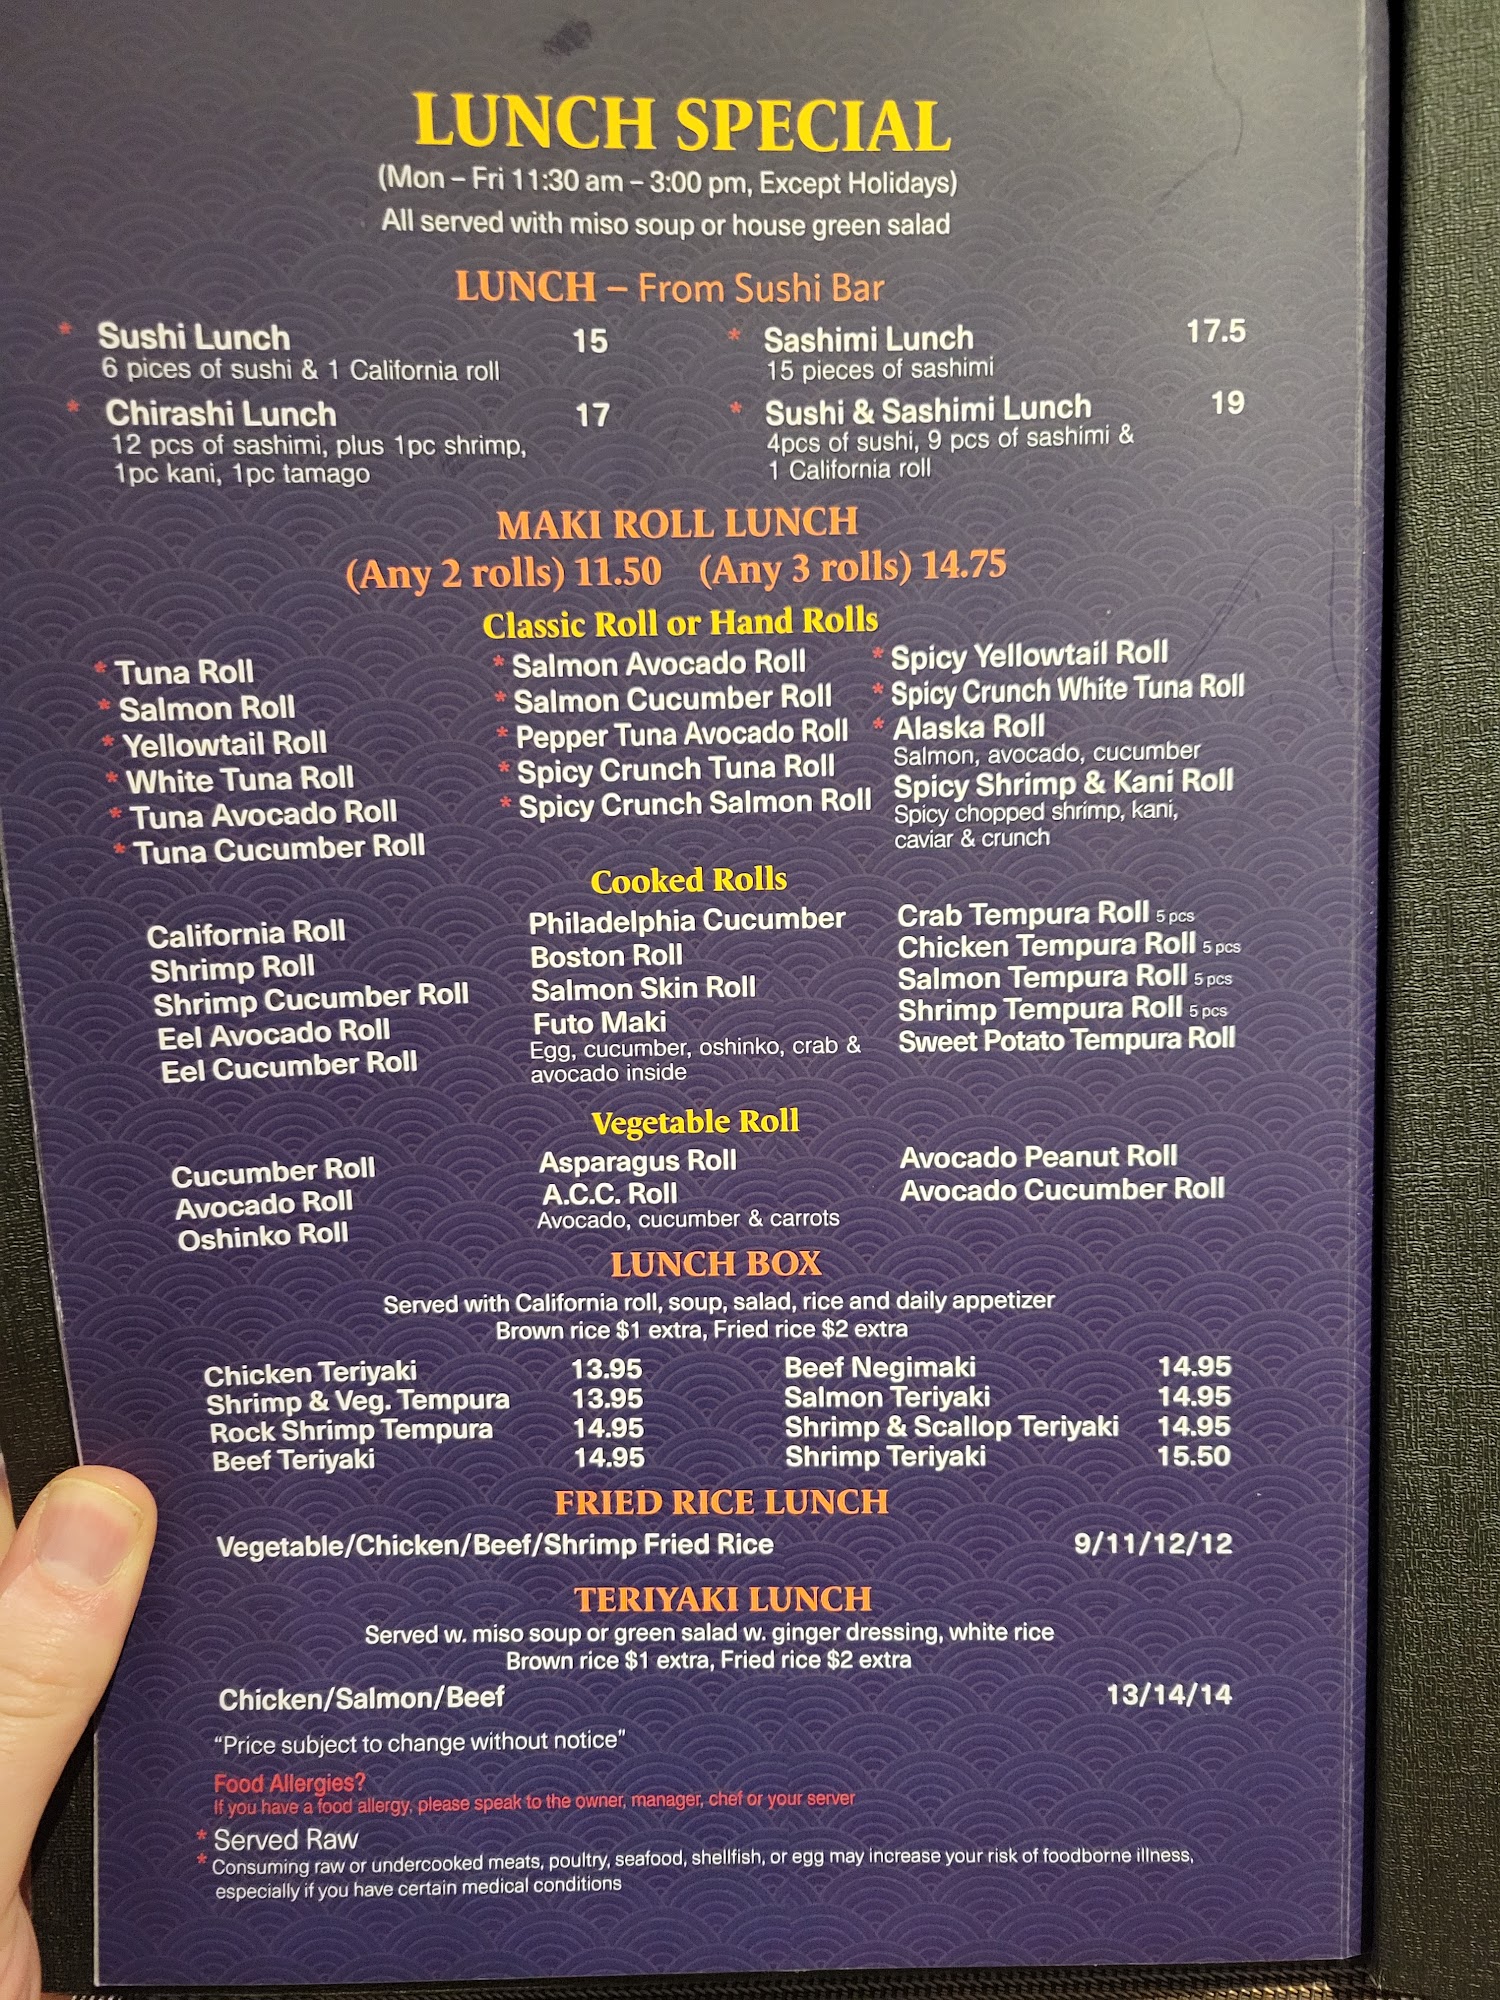 LUNCH SPECIAL
(Mon – Fri 11:30 am – 3:00 pm, Except Holidays)
All served with miso soup or house green salad
LUNCH – From Sushi Bar
* Sushi Lunch 15
6 pices of sushi & 1 California roll
* Chirashi Lunch 17
12 pcs of sashimi, plus 1pc shrimp,
1pc kani, 1pc tamago
* Sashimi Lunch 17.5
15 pieces of sashimi
* Sushi & Sashimi Lunch 19
4pcs of sushi, 9 pcs of sashimi &
1 California roll
MAKI ROLL LUNCH
(Any 2 rolls) 11.50 (Any 3 rolls) 14.75
Classic Roll or Hand Rolls
* Tuna Roll
* Salmon Roll
* Yellowtail Roll
* White Tuna Roll
* Tuna Avocado Roll
* Tuna Cucumber Roll
* Salmon Avocado Roll
* Salmon Cucumber Roll
* Pepper Tuna Avocado Roll
* Spicy Crunch Tuna Roll
* Spicy Crunch Salmon Roll
* Spicy Yellowtail Roll
* Spicy Crunch White Tuna Roll
* Alaska Roll
Salmon, avocado, cucumber
Spicy Shrimp & Kani Roll
Spicy chopped shrimp, kani,
caviar & crunch
Cooked Rolls
California Roll
Shrimp Roll
Shrimp Cucumber Roll
Eel Avocado Roll
Eel Cucumber Roll
Philadelphia Cucumber
Boston Roll
Salmon Skin Roll
Futo Maki
Egg, cucumber, oshinko, crab &
avocado inside
Crab Tempura Roll 5 pcs
Chicken Tempura Roll 5 pcs
Salmon Tempura Roll 5 pcs
Shrimp Tempura Roll 5 pcs
Sweet Potato Tempura Roll
Vegetable Roll
Cucumber Roll
Avocado Roll
Oshinko Roll
Asparagus Roll
A.C.C. Roll
Avocado, cucumber & carrots
Avocado Peanut Roll
Avocado Cucumber Roll
LUNCH BOX
Served with California roll, soup, salad, rice and daily appetizer
Brown rice $1 extra, Fried rice $2 extra
Chicken Teriyaki 13.95
Shrimp & Veg. Tempura 13.95
Rock Shrimp Tempura 14.95
Beef Teriyaki 14.95
Beef Negimaki 14.95
Salmon Teriyaki 14.95
Shrimp & Scallop Teriyaki 14.95
Shrimp Teriyaki 15.50
FRIED RICE LUNCH
Vegetable/Chicken/Beef/Shrimp Fried Rice 9/11/12/12
TERIYAKI LUNCH
Served w. miso soup or green salad w. ginger dressing, white rice
Brown rice $1 extra, Fried rice $2 extra
Chicken/Salmon/Beef 13/14/14
"Price subject to change without notice"
Food Allergies?
If you have a food allergy, please speak to the owner, manager, chef or your server
* Served Raw
* Consuming raw or undercooked meats, poultry, seafood, shellfish, or egg may increase your risk of foodborne illness,
especially if you have certain medical conditions